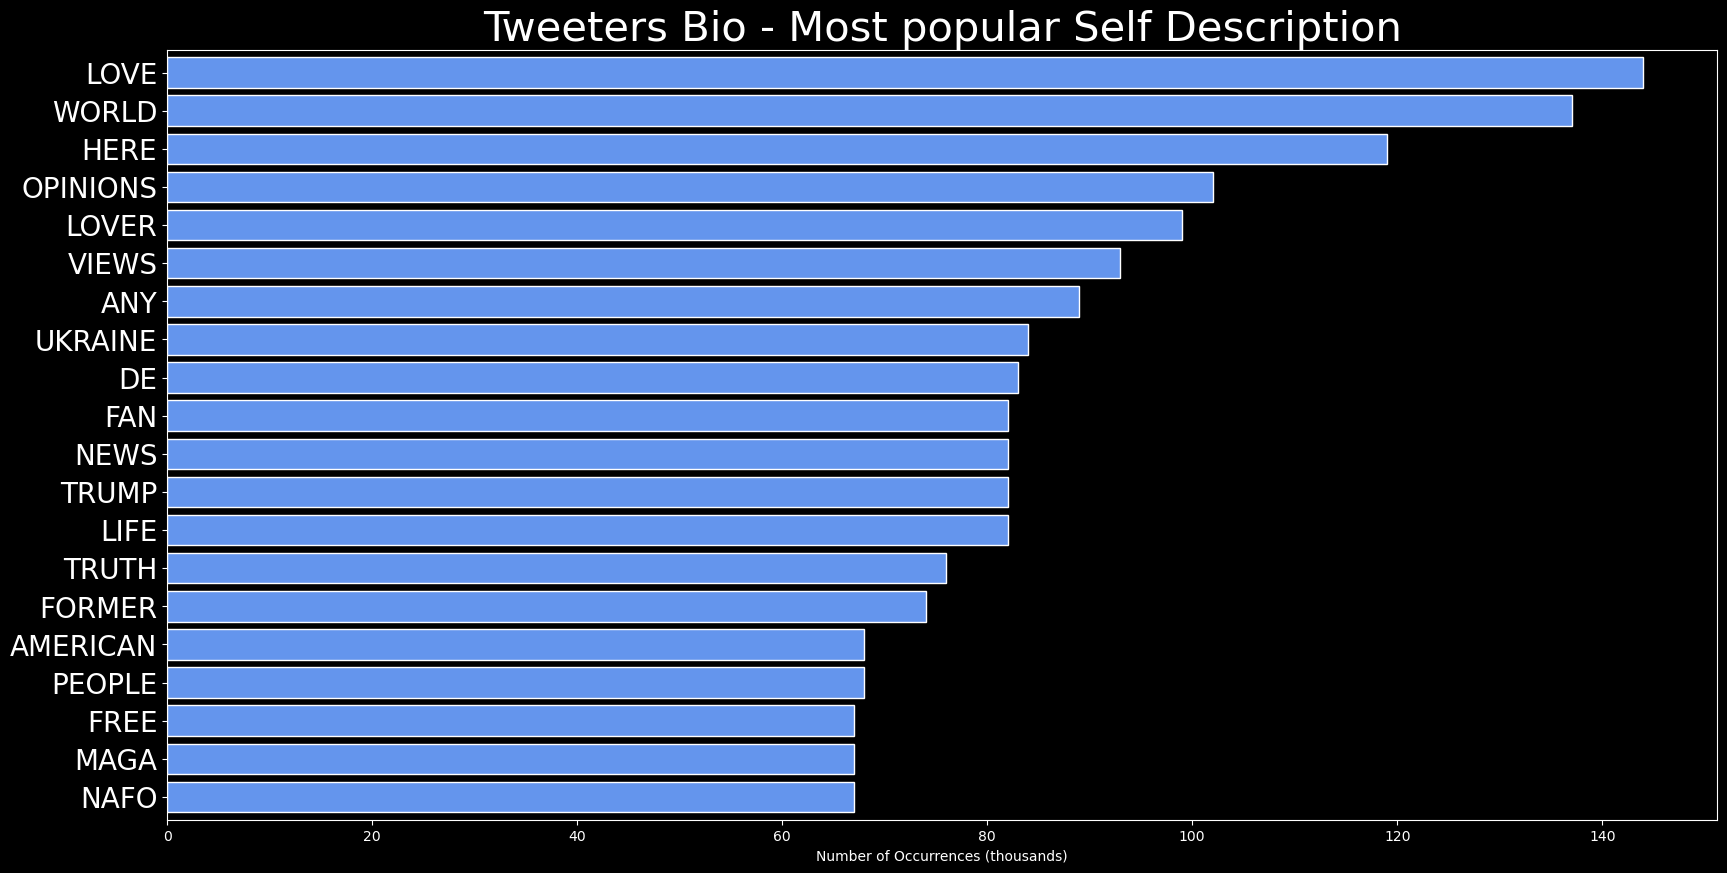 Tweeters Bio - Most popular Self Description
LOVE
WORLD
HERE
OPINIONS
LOVER
VIEWS
ANY
UKRAINE
DE
FAN
NEWS
TRUMP
LIFE
TRUTH
FORMER
AMERICAN
PEOPLE
FREE
MAGA
NAFO
0 20 40 60 80 100 120 140
Number of Occurrences (thousands)